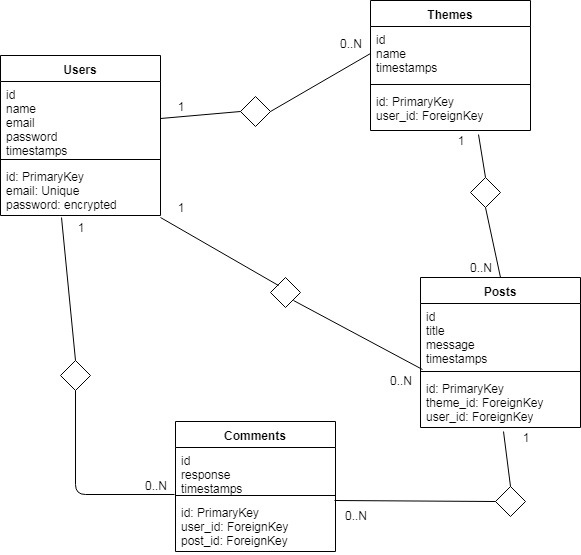 Themes
id
name
timestamps
id: PrimaryKey
user_id: ForeignKey
0..N
1
1
Users
id
name
email
password
timestamps
id: PrimaryKey
email: Unique
password: encrypted
1
1
0..N
Posts
id
title
message
timestamps
id: PrimaryKey
theme_id: ForeignKey
user_id: ForeignKey
0..N
1
Comments
id
response
timestamps
id: PrimaryKey
user_id: ForeignKey
post_id: ForeignKey
0..N
0..N